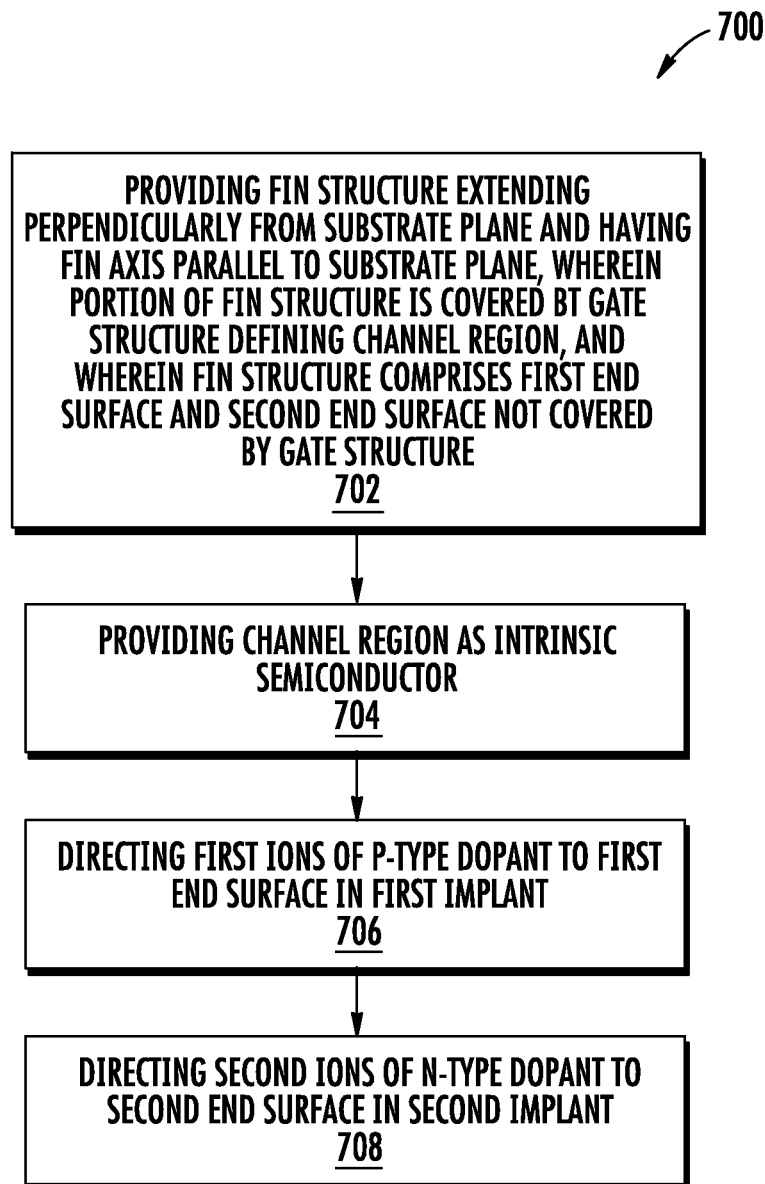 700
PROVIDING FIN STRUCTURE EXTENDING
PERPENDICULARLY FROM SUBSTRATE PLANE AND HAVING
FIN AXIS PARALLEL TO SUBSTRATE PLANE, WHEREIN
PORTION OF FIN STRUCTURE IS COVERED BT GATE
STRUCTURE DEFINING CHANNEL REGION, AND
WHEREIN FIN STRUCTURE COMPRISES FIRST END
SURFACE AND SECOND END SURFACE NOT COVERED
BY GATE STRUCTURE
702
PROVIDING CHANNEL REGION AS INTRINSIC
SEMICONDUCTOR
704
DIRECTING FIRST IONS OF P-TYPE DOPANT TO FIRST
END SURFACE IN FIRST IMPLANT
706
DIRECTING SECOND IONS OF N-TYPE DOPANT TO
SECOND END SURFACE IN SECOND IMPLANT
708